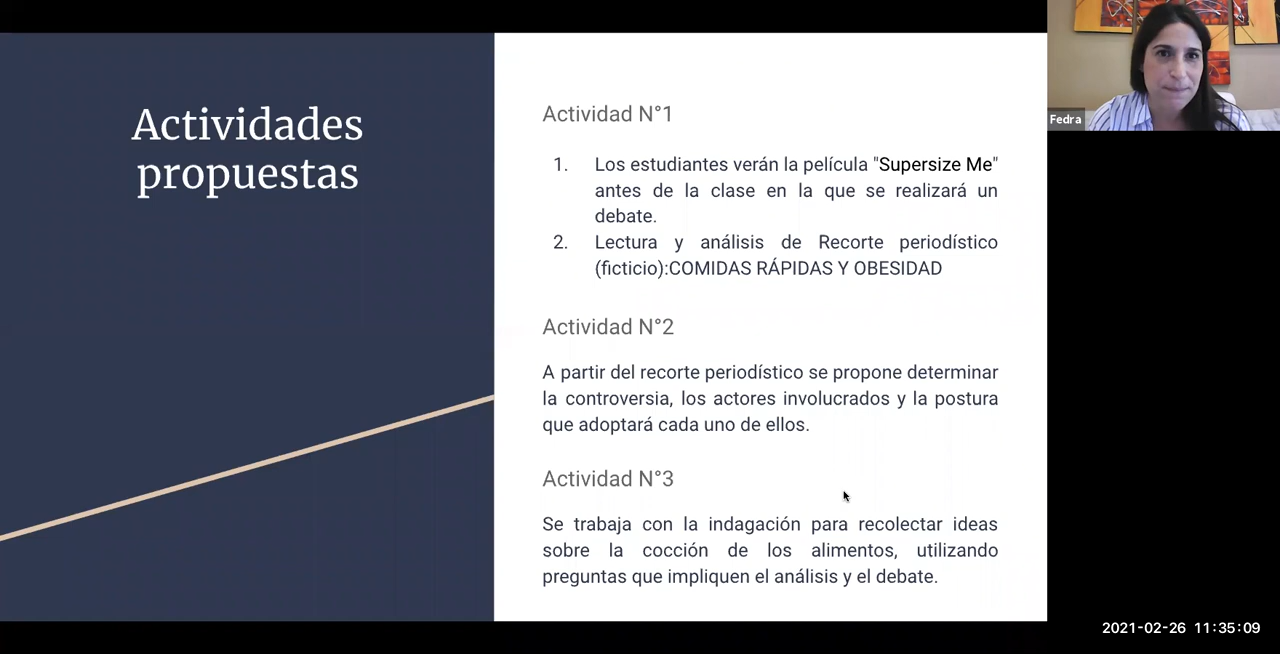 Actividades
propuestas
Actividad N°1
1. Los estudiantes verán la película "Supersize Me"
antes de la clase en la que se realizará un
debate.
2. Lectura y análisis de Recorte periodístico
(ficticio):COMIDAS RÁPIDAS Y OBESIDAD
Actividad N°2
A partir del recorte periodístico se propone determinar
la controversia, los actores involucrados y la postura
que adoptará cada uno de ellos.
Actividad N°3
Se trabaja con la indagación para recolectar ideas
sobre la cocción de los alimentos, utilizando
preguntas que impliquen el análisis y el debate.
Fedra
2021-02-26 11:35:09